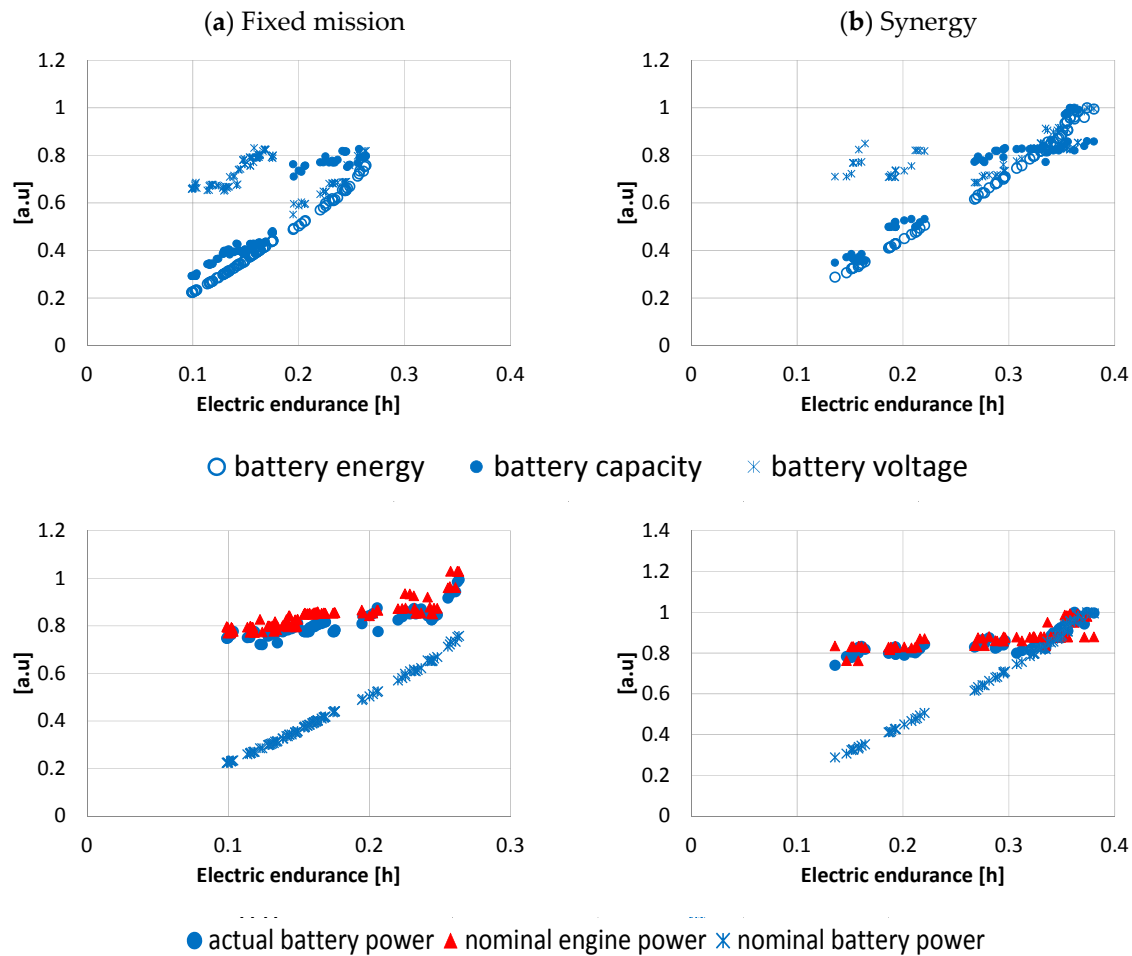 (a) Fixed mission
(b) Synergy
1.2
1
0.8
0.6
0.4
0.2
0
[a.u]
0 0.1 0.2 0.3 0.4
Electric endurance [h]
1.2
1
0.8
0.6
0.4
0.2
0
[a.u]
0 0.1 0.2 0.3 0.4
Electric endurance [h]
battery energy battery capacity battery voltage
1.2
1
0.8
0.6
0.4
0.2
0
[a.u]
0 0.1 0.2 0.3
Electric endurance [h]
1.4
1.2
1
0.8
0.6
0.4
0.2
0
[a.u]
0 0.1 0.2 0.3 0.4
Electric endurance [h]
actual battery power nominal engine power nominal battery power